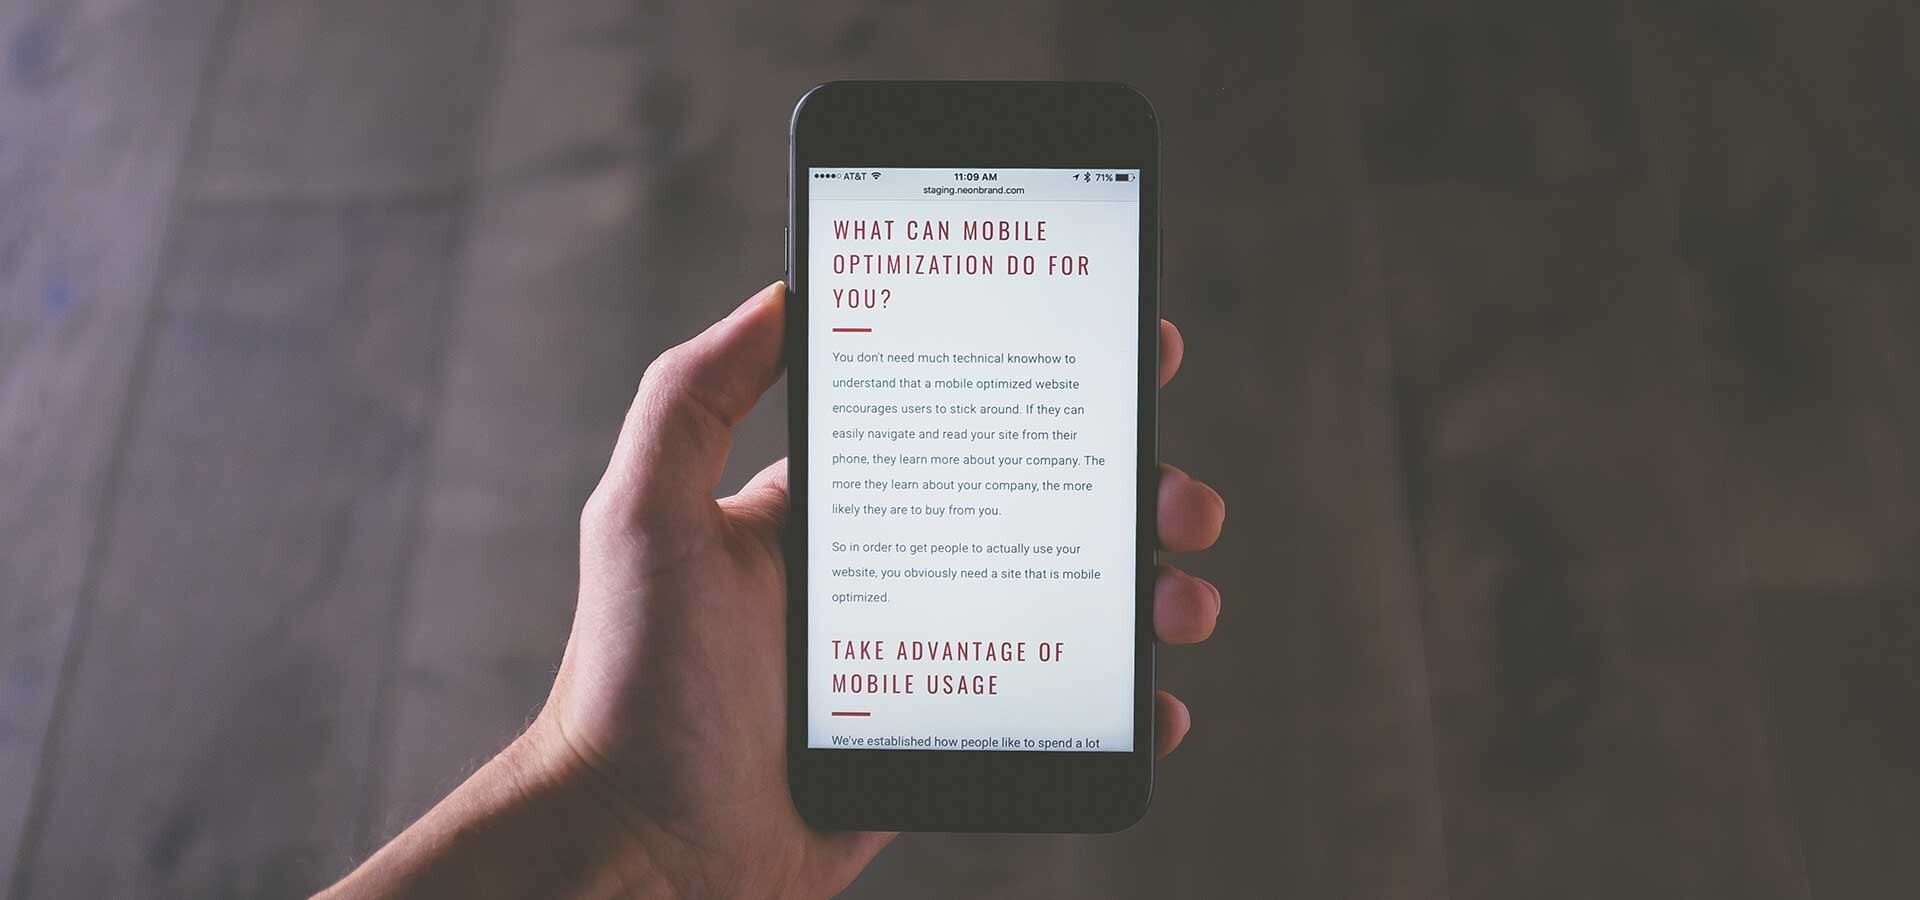 AT&T 11:09 AM 71%
staging.neonbrand.com
WHAT CAN MOBILE
OPTIMIZATION DO FOR
YOU?
You don't need much technical knowhow to
understand that a mobile optimized website
encourages users to stick around. If they can
easily navigate and read your site from their
phone, they learn more about your company. The
more they learn about your company, the more
likely they are to buy from you.
So in order to get people to actually use your
website, you obviously need a site that is mobile
optimized.
TAKE ADVANTAGE OF
MOBILE USAGE
We've established how people like to spend a lot